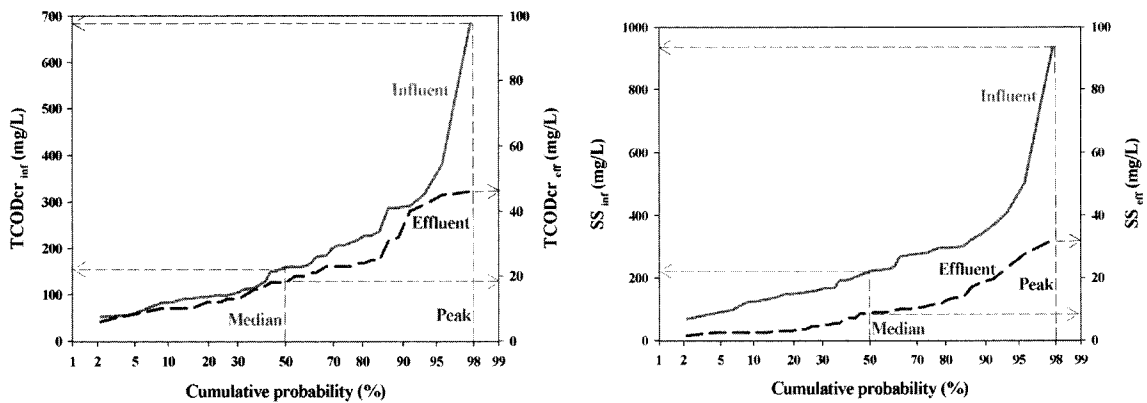 700
600
500
400
300
200
100
0
TCODcr inf (mg/L)
100
80
60
40
20
0
TCODcr eff (mg/L)
Influent
Effluent
Median
Peak
1 2 5 10 20 30 50 70 80 90 95 98 99
Cumulative probability (%)
1000
800
600
400
200
0
SS inf (mg/L)
100
80
60
40
20
0
SS eff (mg/L)
Influent
Effluent
Median
Peak
1 2 5 10 20 30 50 70 80 90 95 98 99
Cumulative probability (%)